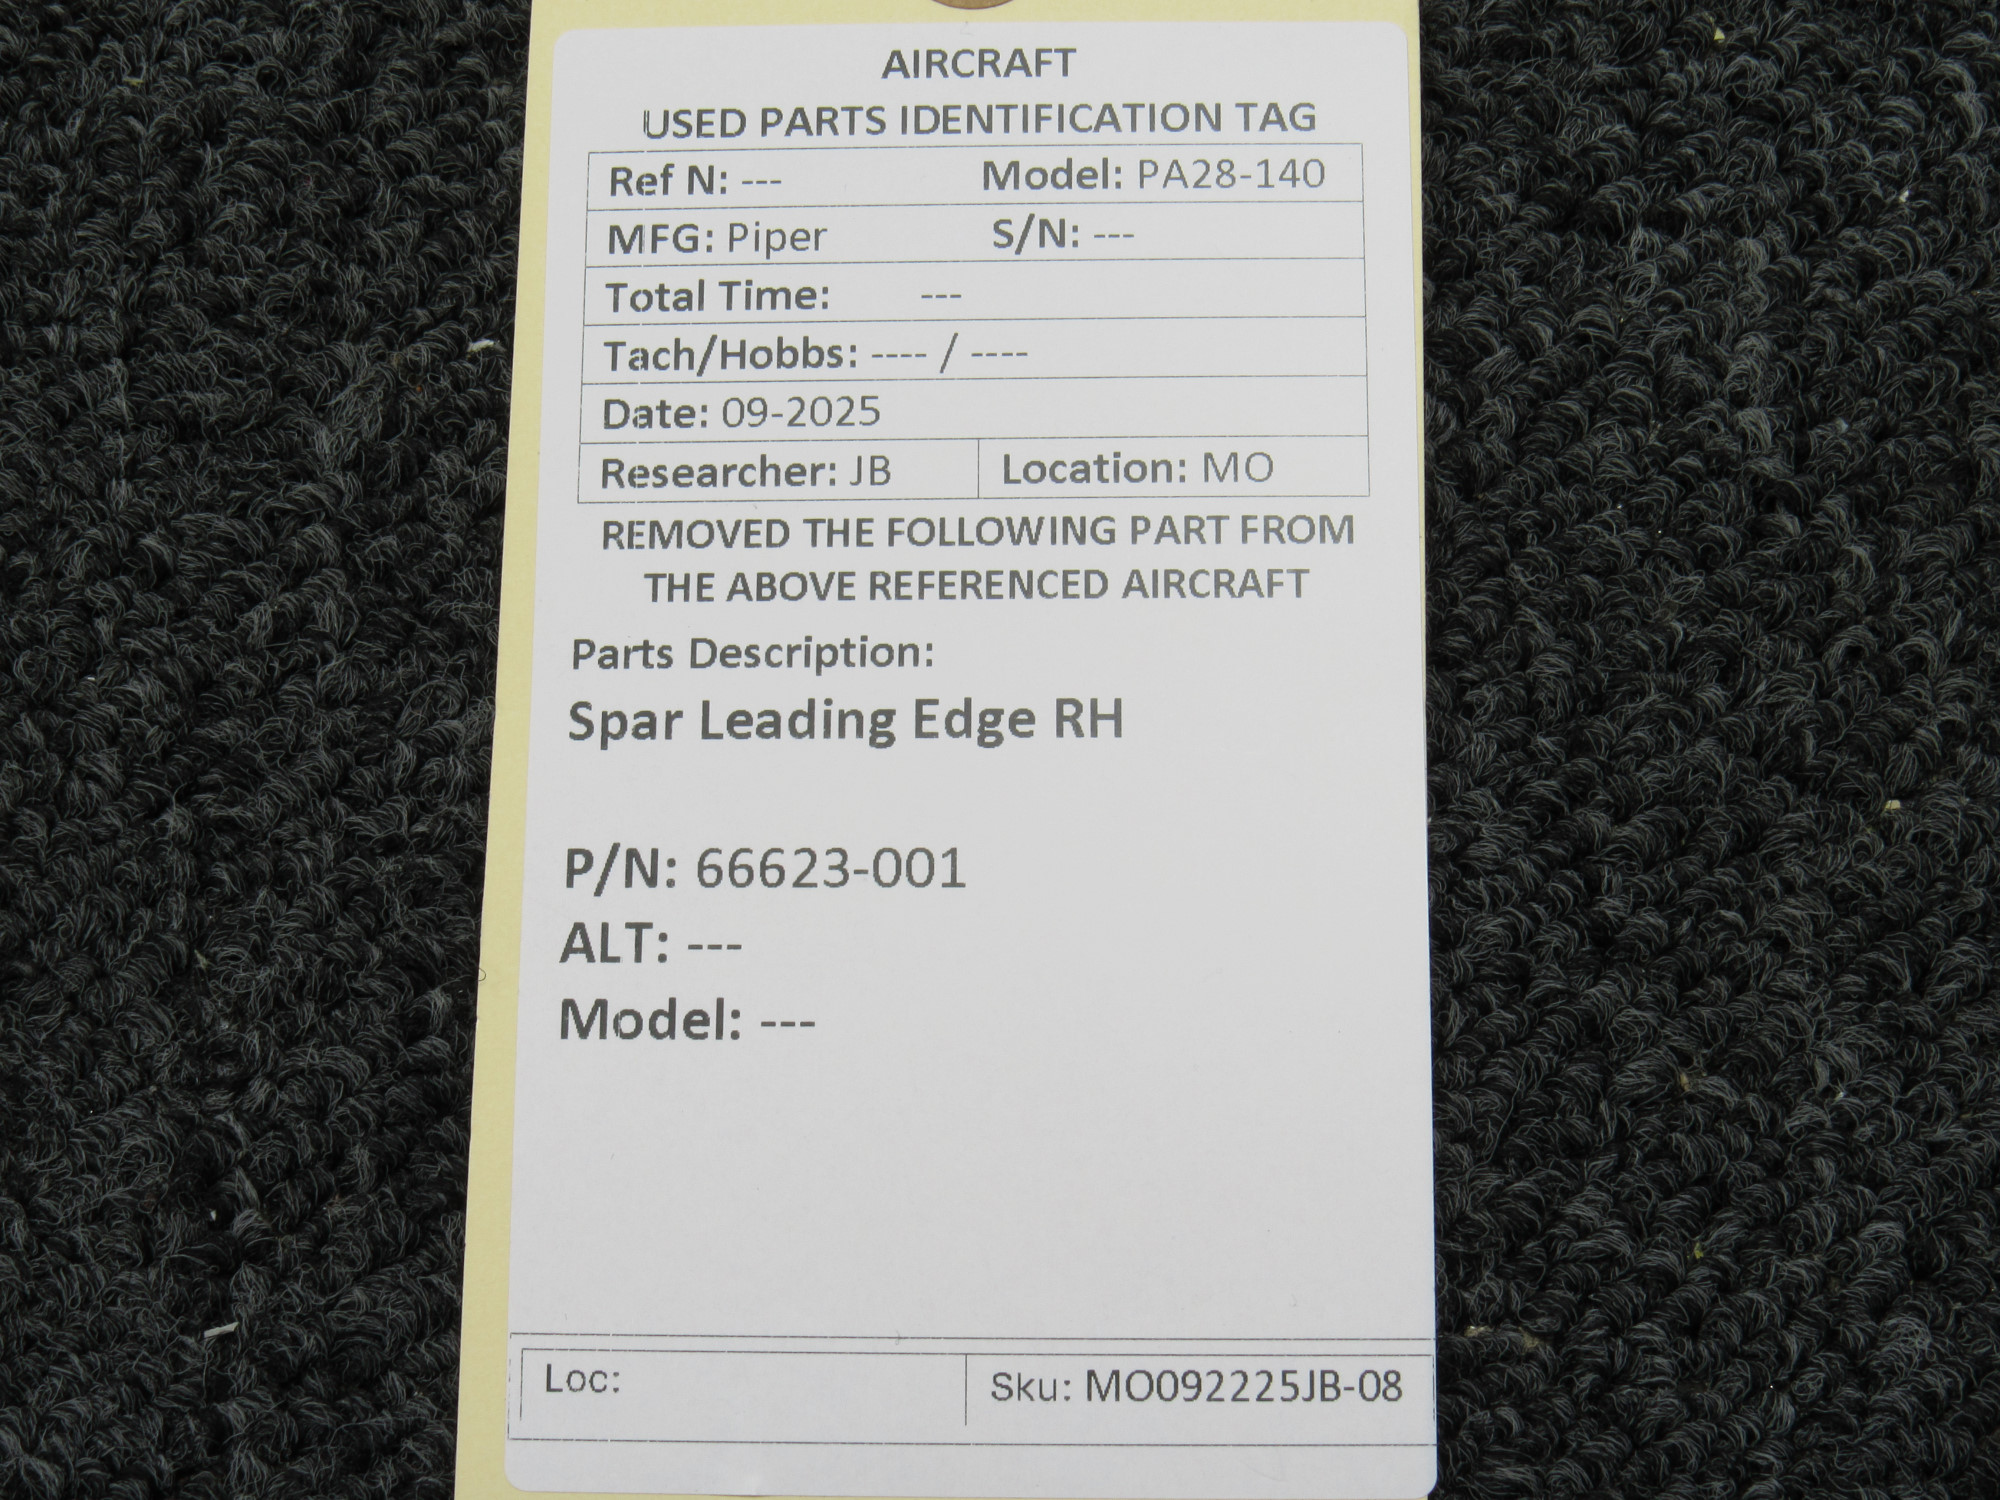 AIRCRAFT
USED PARTS IDENTIFICATION TAG
Ref N: --- Model: PA28-140
MFG: Piper S/N: ---
Total Time: ---
Tach/Hobbs: ---- / ----
Date: 09-2025
Researcher: JB Location: MO
REMOVED THE FOLLOWING PART FROM
THE ABOVE REFERENCED AIRCRAFT
Parts Description:
Spar Leading Edge RH
P/N: 66623-001
ALT: ---
Model: ---
Loc: Sku: MO092225JB-08